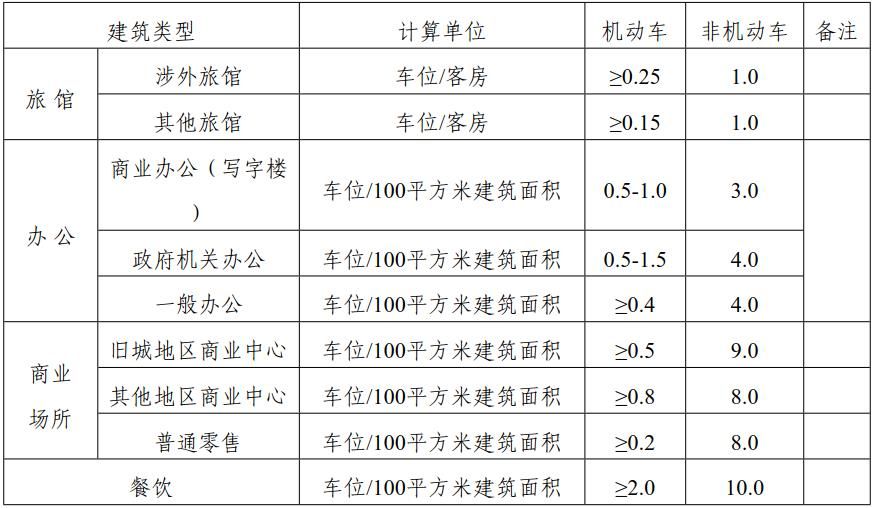 建筑类型 计算单位 机动车 非机动车 备注
旅馆 涉外旅馆 车位/客房 ≥0.25 1.0
其他旅馆 车位/客房 ≥0.15 1.0
办公 商业办公（写字楼
） 车位/100平方米建筑面积 0.5-1.0 3.0
政府机关办公 车位/100平方米建筑面积 0.5-1.5 4.0
一般办公 车位/100平方米建筑面积 ≥0.4 4.0
商业
场所 旧城地区商业中心 车位/100平方米建筑面积 ≥0.5 9.0
其他地区商业中心 车位/100平方米建筑面积 ≥0.8 8.0
普通零售 车位/100平方米建筑面积 ≥0.2 8.0
餐饮 车位/100平方米建筑面积 ≥2.0 10.0